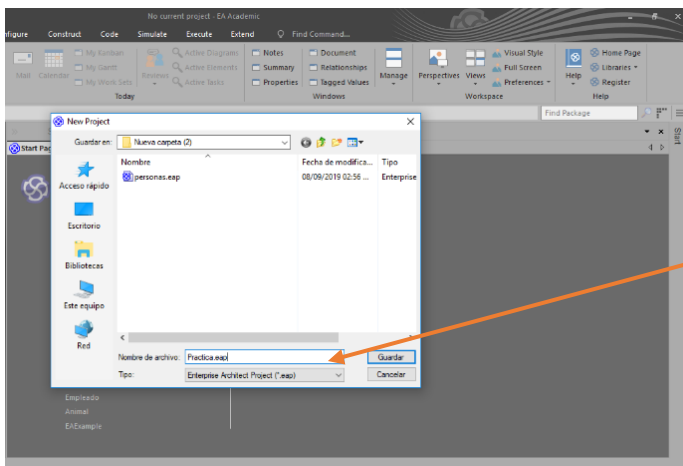 No current project - EA Academic
nfigure Construct Code Simulate Execute Extend Find Command...
Mail Calendar My Kanban My Gantt My Work Sets Reviews Active Diagrams Active Elements Active Tasks Notes Summary Properties Document Relationships Tagged Values Manage Perspectives Views Visual Style Full Screen Preferences Help Home Page Libraries Register
Today Windows Workspace Help
Find Package
Start
Start Pag
New Project
Guardar en: Nueva carpeta (2)
Nombre Fecha de modifica... Tipo
personas.eap 08/09/2019 02:56 ... Enterprise
Acceso rápido
Escritorio
Bibliotecas
Este equipo
Red
Nombre de archivo: Practica.eap Guardar
Tipo: Enterprise Architect Project (*.eap) Cancelar
Empleado
Animal
EAExample